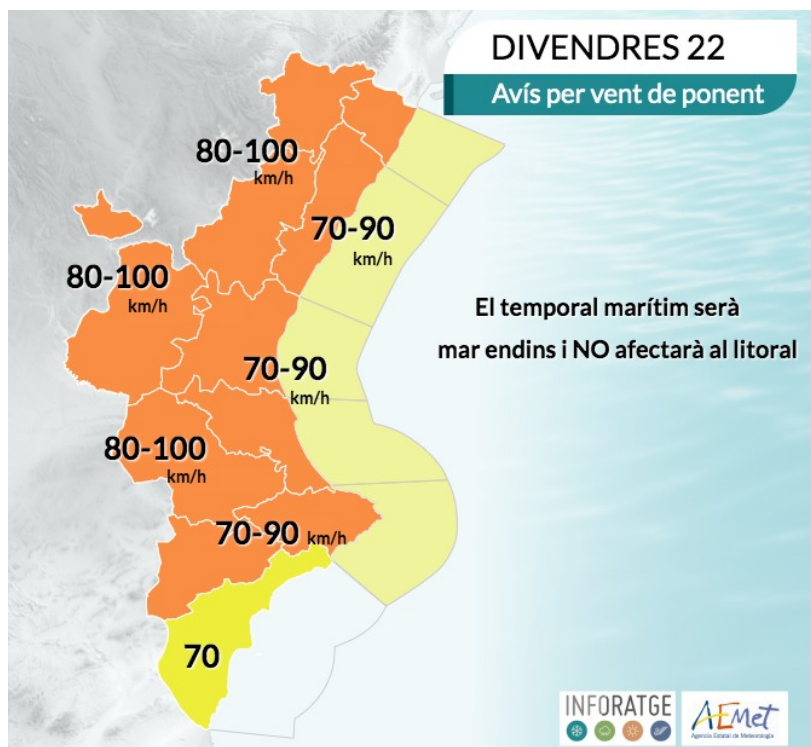 DIVENDRES 22
Avís per vent de ponent
80-100
km/h
70-90
km/h
80-100
km/h
El temporal marítim serà
mar endins i NO afectarà al litoral
70-90
km/h
80-100
km/h
70-90 km/h
70
INFORATGE
AEMet
Agencia Estatal de Meteorología